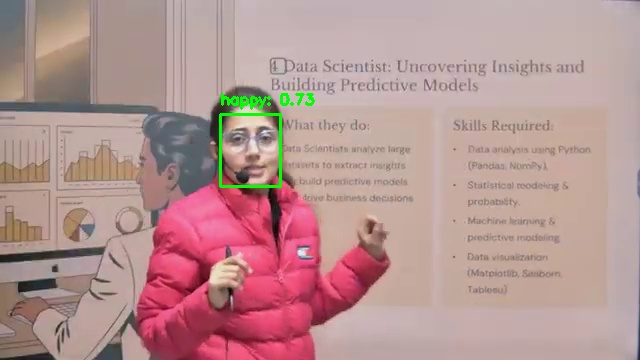 happy: 0.73
4 Data Scientist: Uncovering Insights and
Building Predictive Models
What they do:
Data Scientists analyze large
to extract insights
build predictive models
business decisions
Skills Required:
• Data analysis using Python
(Pandas, NumPy).
• Statistical modeling &
probability.
• Machine learning &
predictive modeling
• Data visualization
(Matplotlib, Seaborn,
Tableau)